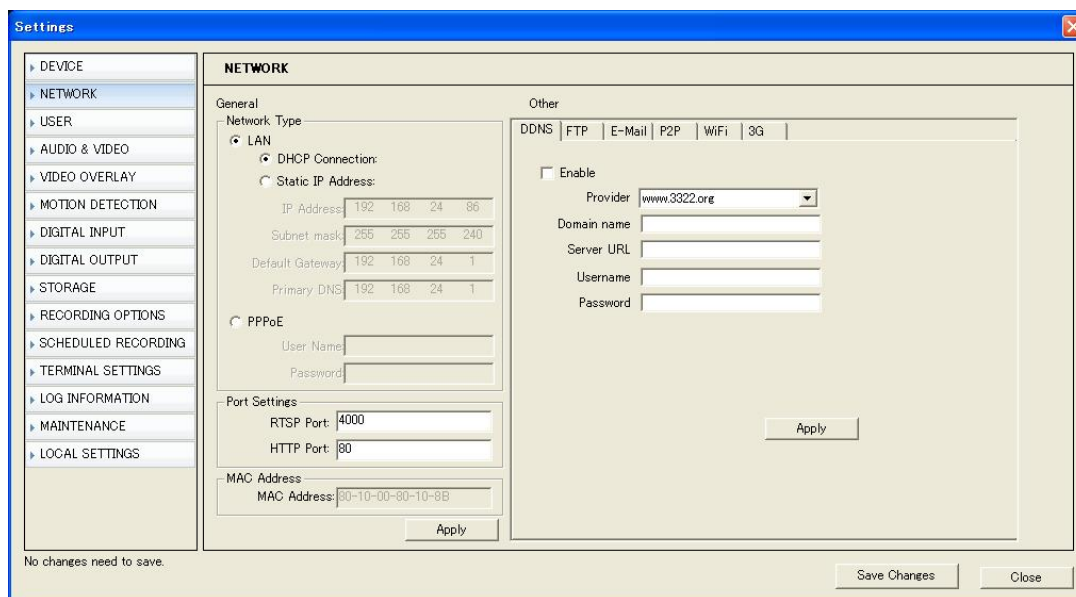 Settings
DEVICE
NETWORK
USER
AUDIO & VIDEO
VIDEO OVERLAY
MOTION DETECTION
DIGITAL INPUT
DIGITAL OUTPUT
STORAGE
RECORDING OPTIONS
SCHEDULED RECORDING
TERMINAL SETTINGS
LOG INFORMATION
MAINTENANCE
LOCAL SETTINGS
NETWORK
General
Network Type
LAN
DHCP Connection:
Static IP Address:
IP Address: 192 168 24 86
Subnet mask: 255 255 255 240
Default Gateway: 192 168 24 1
Primary DNS: 192 168 24 1
PPPoE
User Name:
Password:
Port Settings
RTSP Port: 4000
HTTP Port: 80
MAC Address
MAC Address: 80-10-00-80-10-8B
Apply
Other
DDNS FTP E-Mail P2P WiFi 3G
Enable
Provider www.3322.org
Domain name
Server URL
Username
Password
Apply
No changes need to save.
Save Changes Close